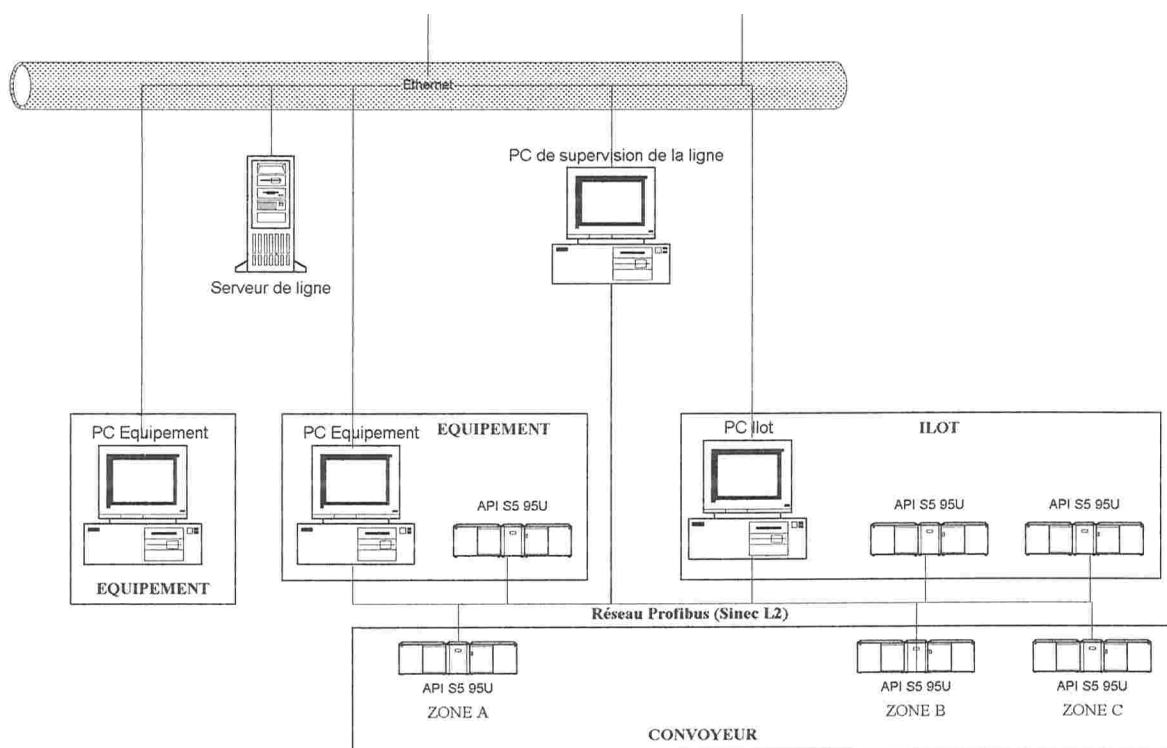 Ethernet
PC de supervision de la ligne
Serveur de ligne
PC Equipement
EQUIPEMENT
PC Equipement
EQUIPEMENT
API S5 95U
PC Ilot
ILOT
API S5 95U
API S5 95U
Réseau Profibus (Sinec L2)
API S5 95U
ZONE A
API S5 95U
ZONE B
API S5 95U
ZONE C
CONVOYEUR